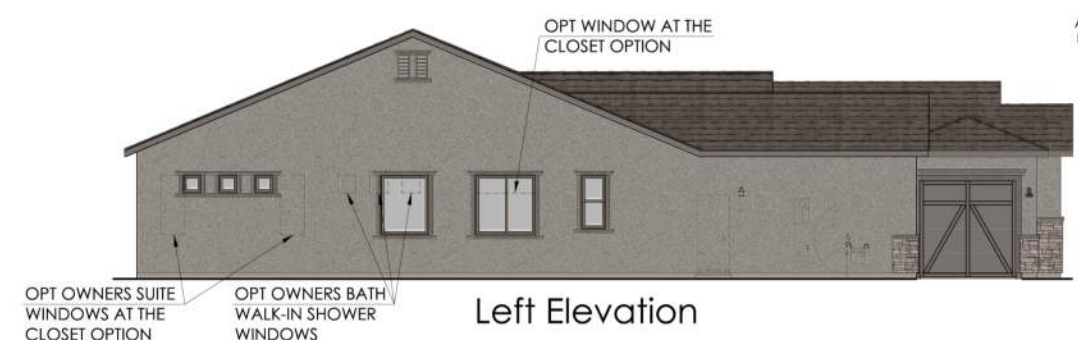 OPT WINDOW AT THE
CLOSET OPTION
OPT OWNERS SUITE
WINDOWS AT THE
CLOSET OPTION
OPT OWNERS BATH
WALK-IN SHOWER
WINDOWS
Left Elevation